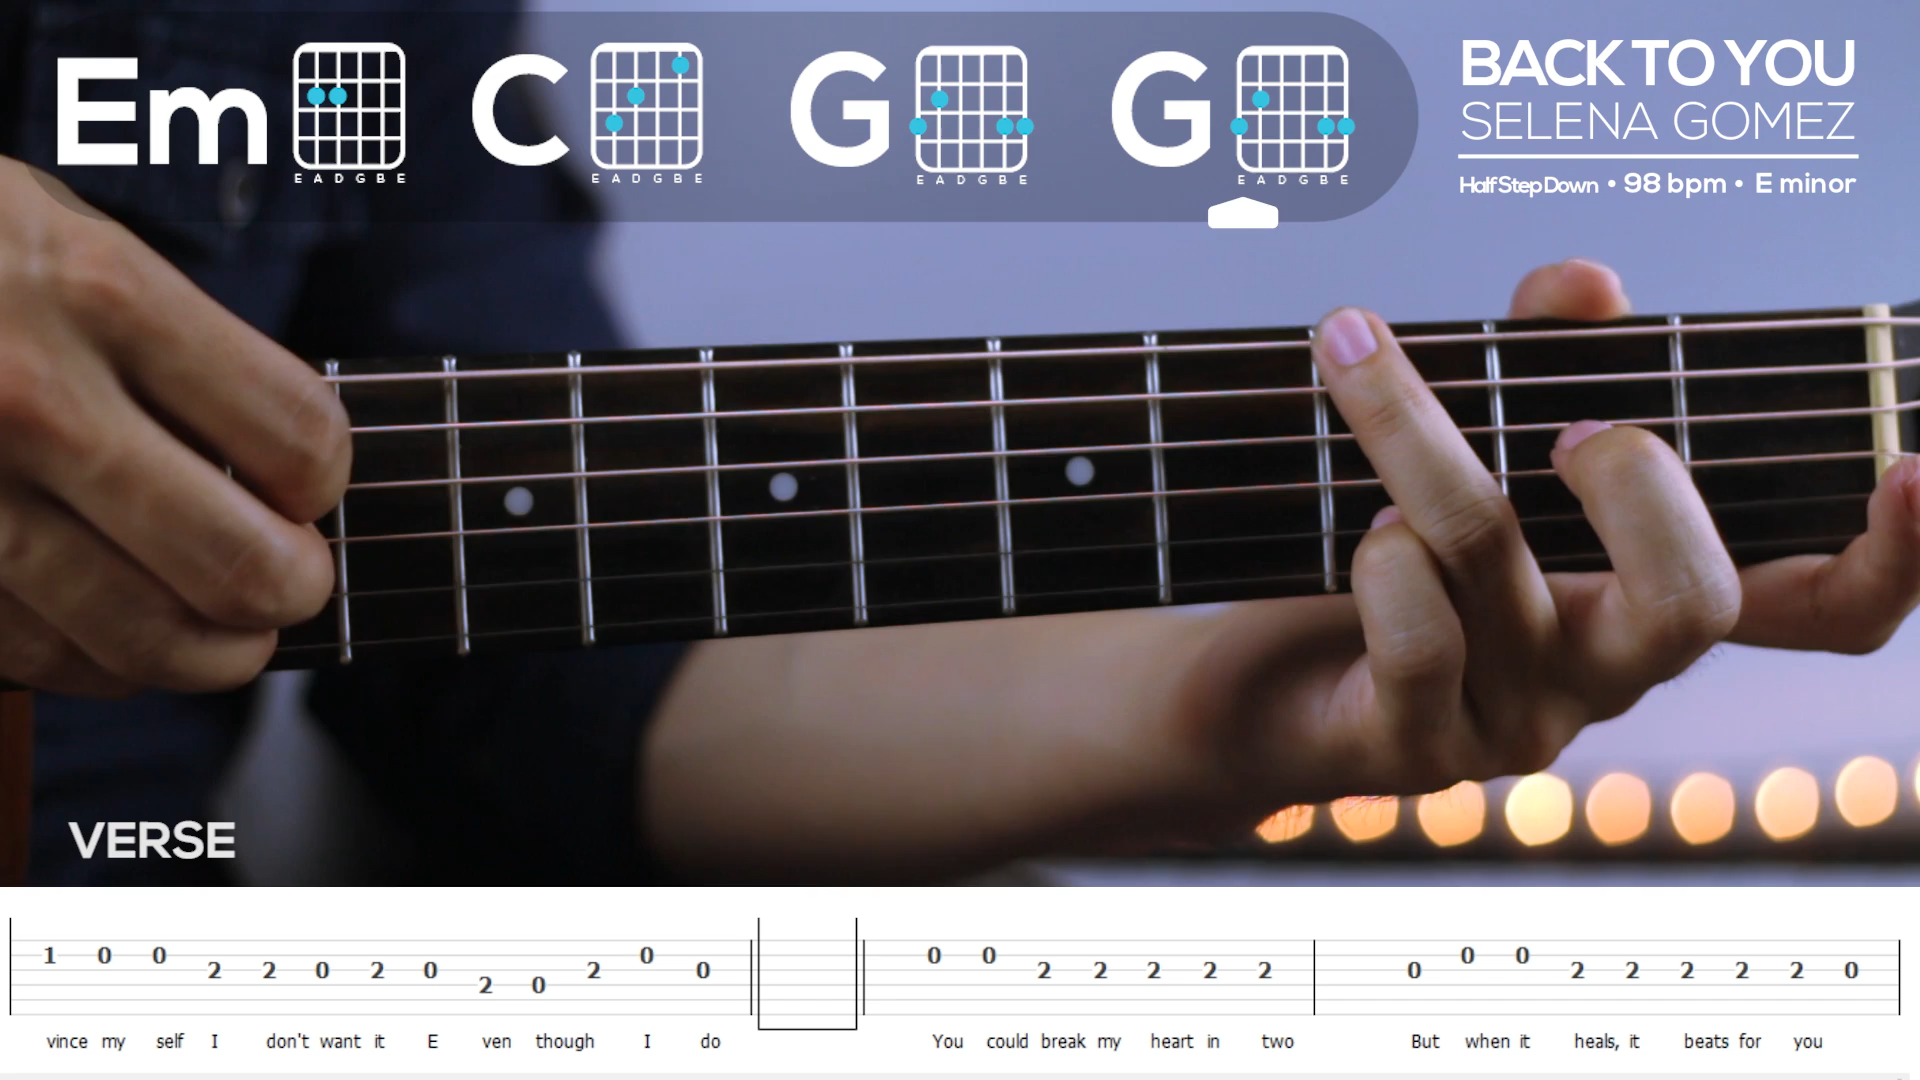 Em C G G
E A D G B E E A D G B E E A D G B E E A D G B E
BACK TO YOU
SELENA GOMEZ
Half Step Down • 98 bpm • E minor
VERSE
1 0 0 2 2 0 2 0 2 0 2 0 0 0 0 2 2 2 2 2 0 0 0 2 2 2 2 2 0
vince my self I don't want it E ven though I do You could break my heart in two But when it heals, it beats for you